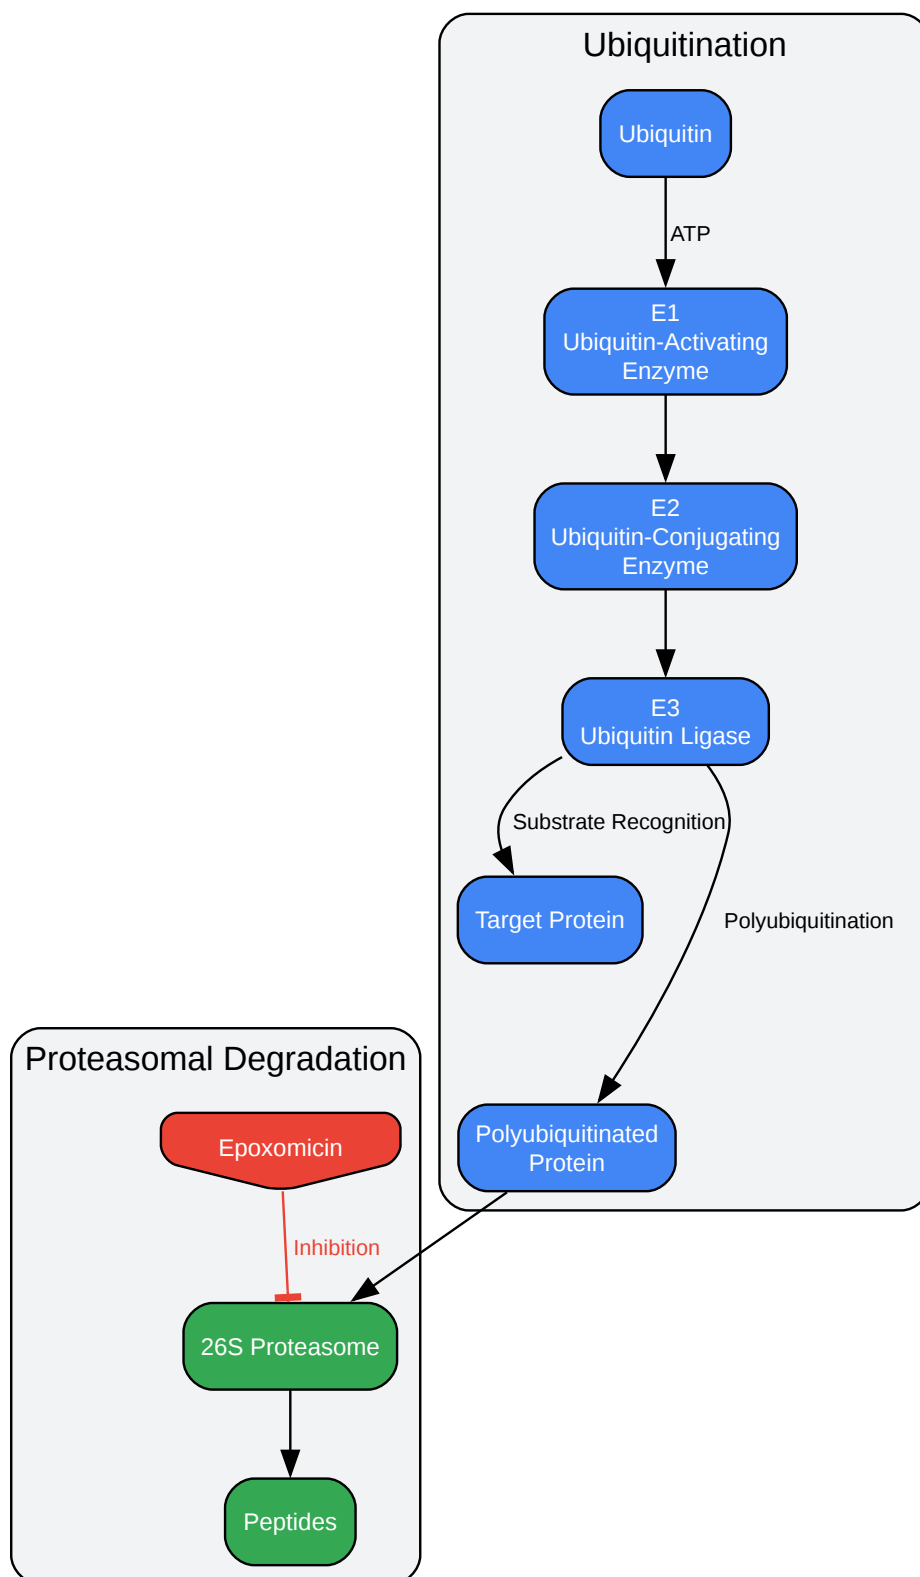 Ubiquitination
Ubiquitin
ATP
E1
Ubiquitin-Activating
Enzyme
E2
Ubiquitin-Conjugating
Enzyme
E3
Ubiquitin Ligase
Substrate Recognition
Target Protein
Polyubiquitination
Proteasomal Degradation
Epoxomicin
Polyubiquitinated
Protein
Inhibition
26S Proteasome
Peptides